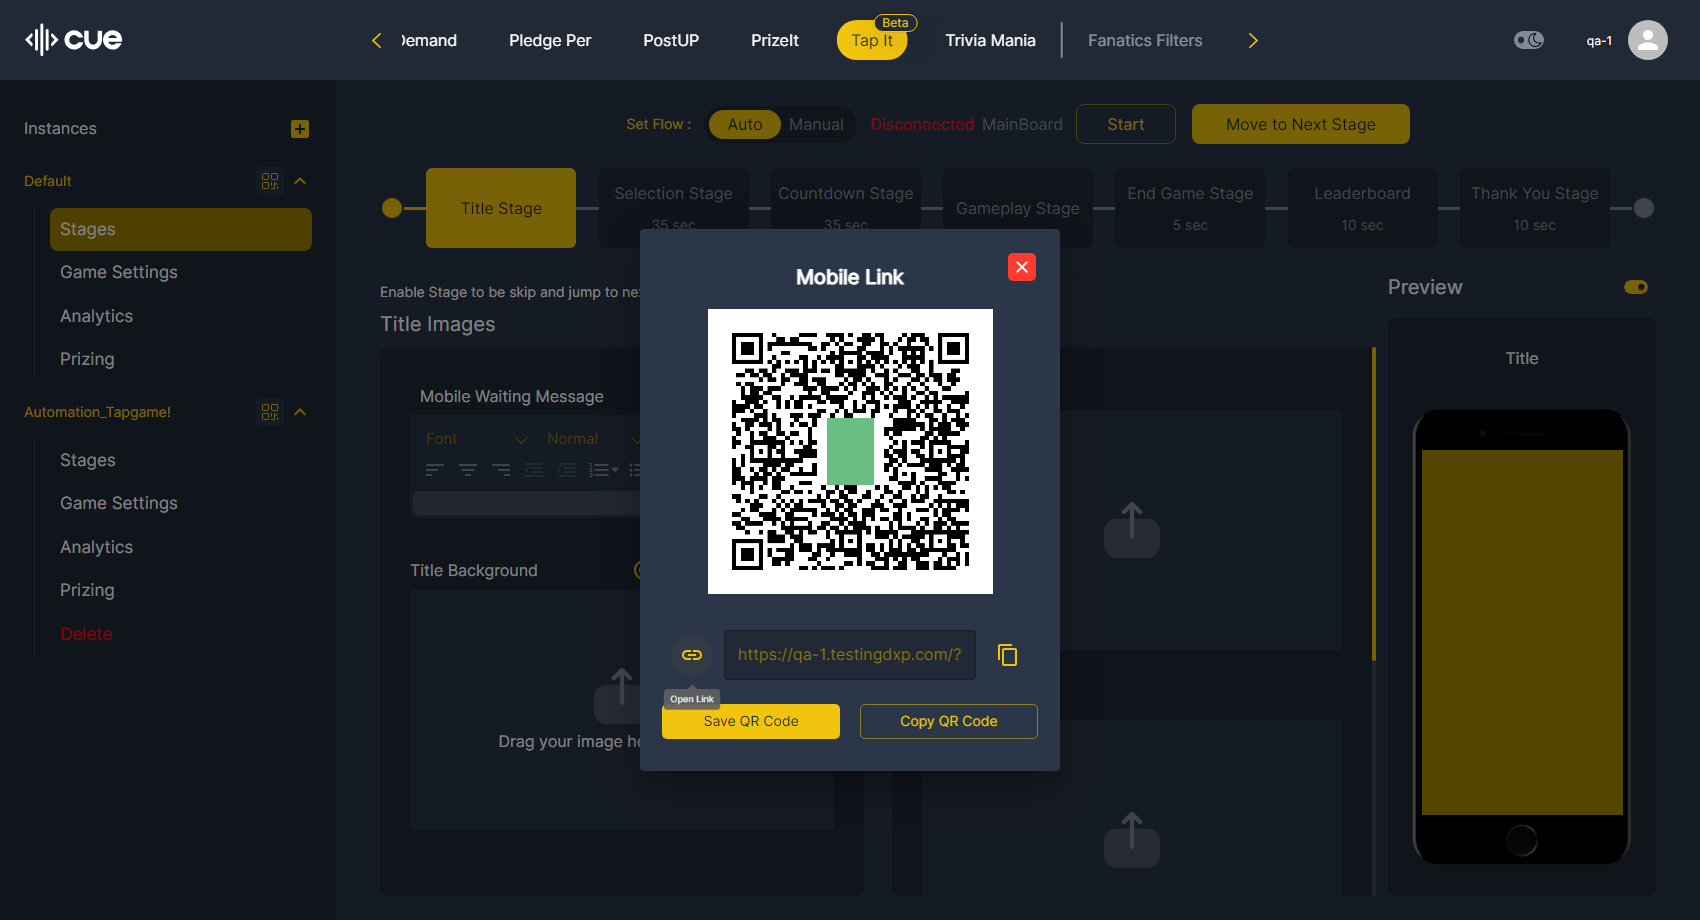 cue
Demand
Pledge Per
PostUP
PrizeIt
Tap It
Beta
Trivia Mania
Fanatics Filters
qa-1
Instances
Default
Stages
Game Settings
Analytics
Prizing
Automation_Tapgame!
Stages
Game Settings
Analytics
Prizing
Delete
Set Flow :
Auto
Manual
Disconnected MainBoard
Start
Move to Next Stage
Title Stage
Selection Stage
35 sec
Countdown Stage
35 sec
Gameplay Stage
End Game Stage
5 sec
Leaderboard
10 sec
Thank You Stage
10 sec
Enable Stage to be skip and jump to
Title Images
Mobile Waiting Message
Font
Normal
Title Background
Drag your image
Mobile Link
https://qa-1.testingdxp.com/?
Open Link
Save QR Code
Copy QR Code
Preview
Title